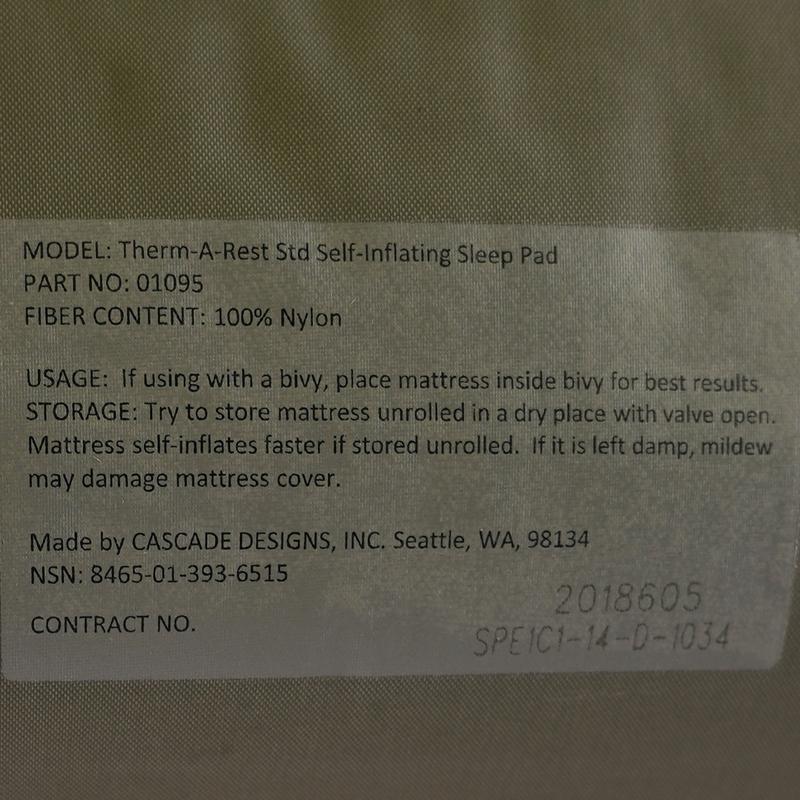 MODEL: Therm-A-Rest Std Self-Inflating Sleep Pad
PART NO: 01095
FIBER CONTENT: 100% Nylon
USAGE: If using with a bivy, place mattress inside bivy for best results.
STORAGE: Try to store mattress unrolled in a dry place with valve open.
Mattress self-inflates faster if stored unrolled. If it is left damp, mildew
may damage mattress cover.
Made by CASCADE DESIGNS, INC. Seattle, WA, 98134
NSN: 8465-01-393-6515
2018605
CONTRACT NO.
SPE1C1-14-D-1034